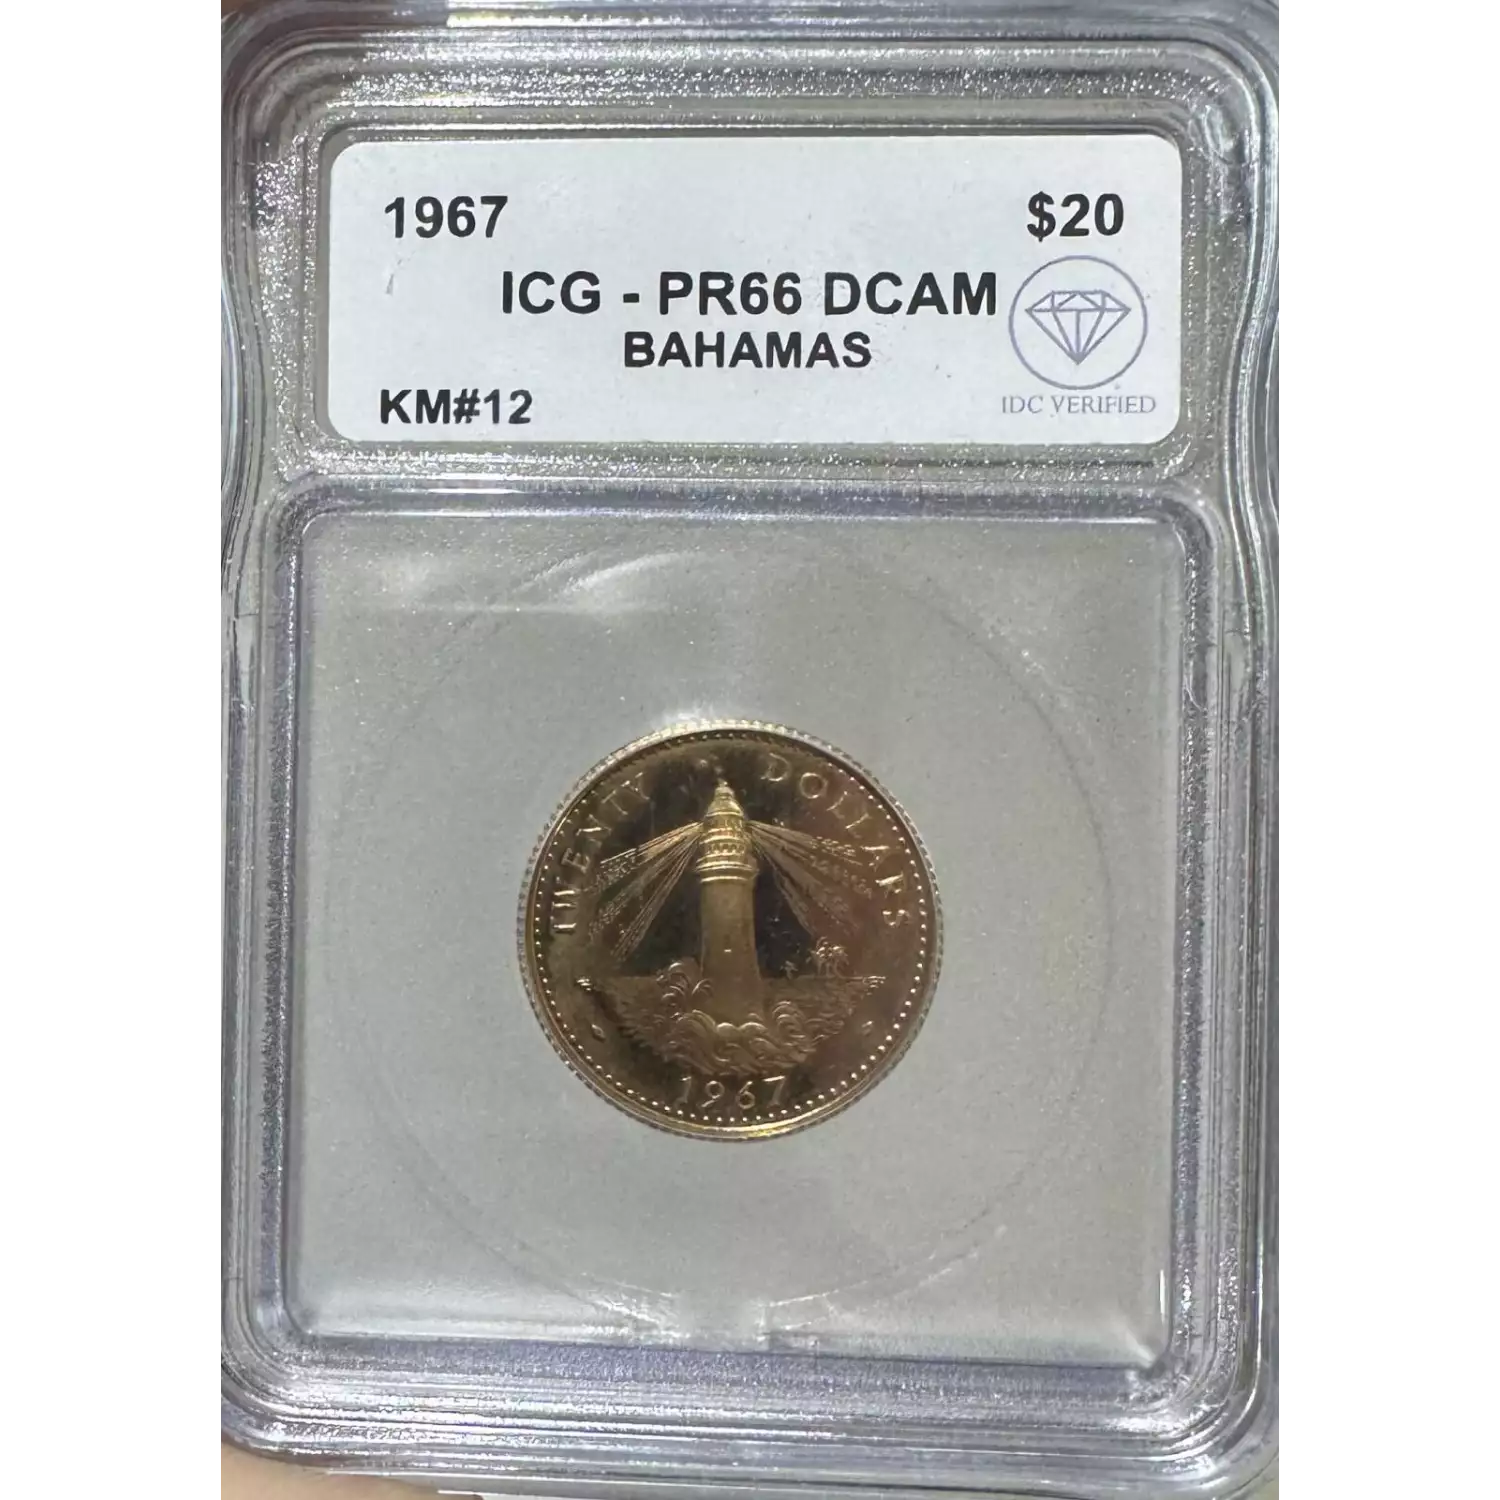 1967 $20
ICG - PR66 DCAM
BAHAMAS
KM#12
IDC VERIFIED
TWENTY DOLLARS
1967